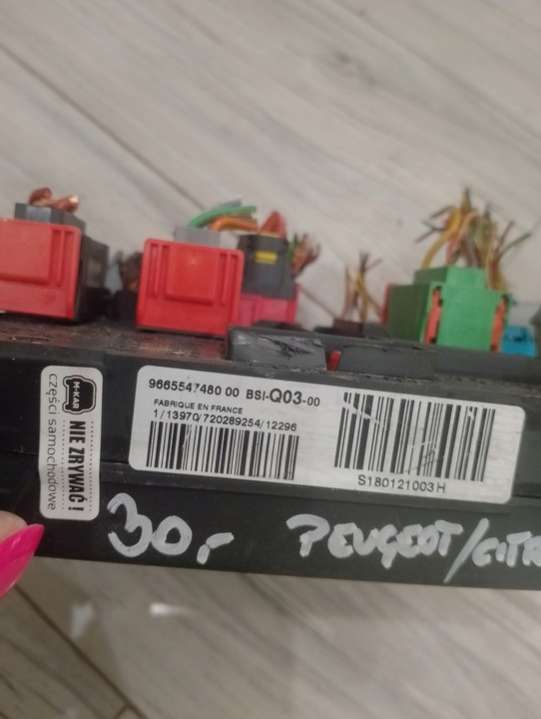 M-KAR
części samochodowe
NIE ZRYWAĆ!
9665547480 00 BSI-Q03-00
FABRIQUE EN FRANCE
1/13970/720289254/12296
S180121003H
30,- PEUGEOT/CITR